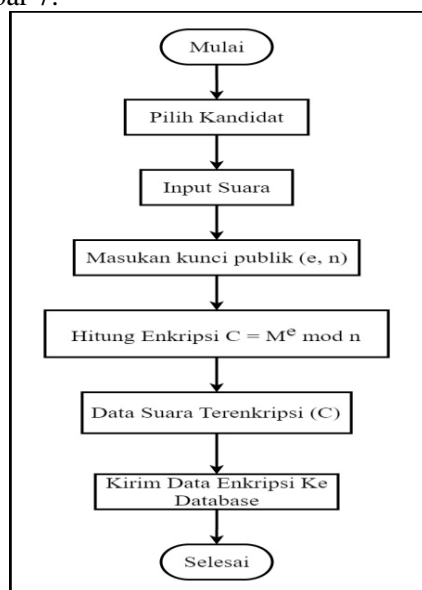 Mulai
Pilih Kandidat
Input Suara
Masukan kunci publik (e, n)
Hitung Enkripsi C = M^e mod n
Data Suara Terenkripsi (C)
Kirim Data Enkripsi Ke
Database
Selesai